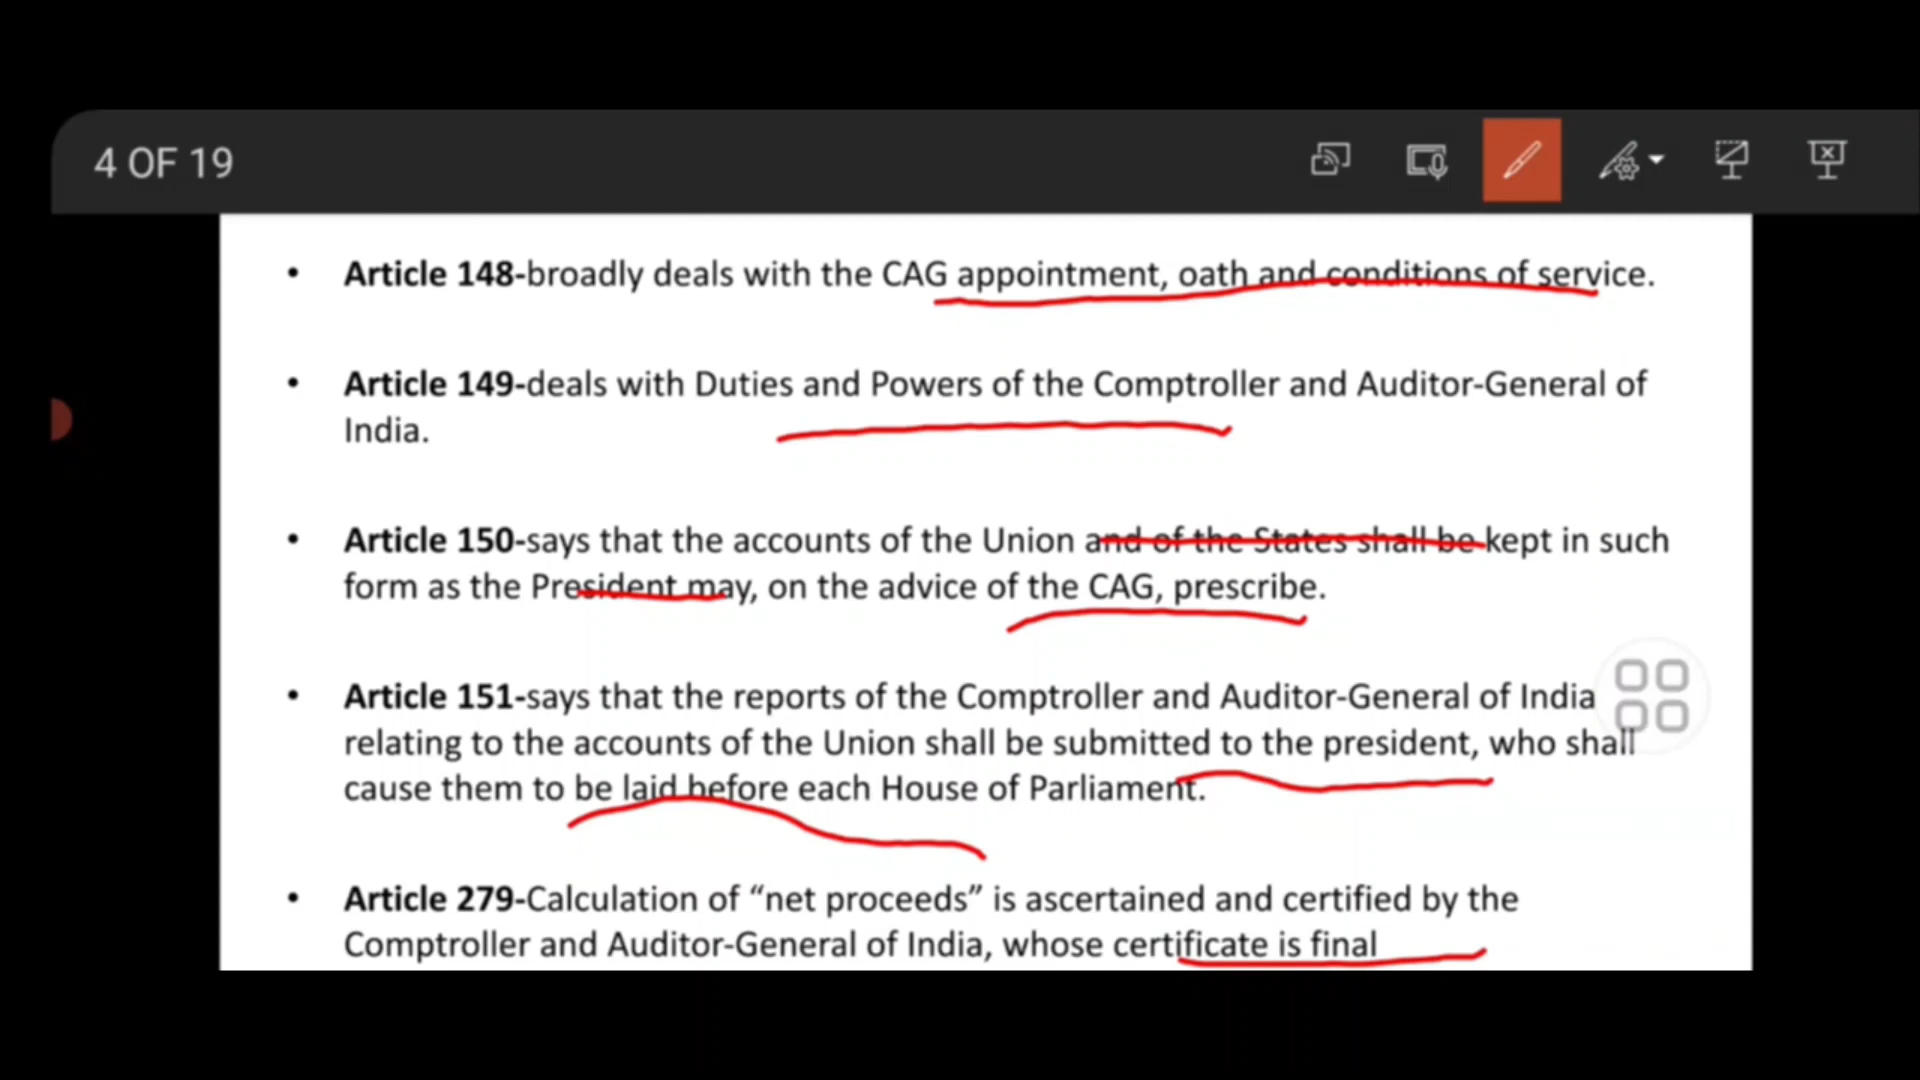 4 OF 19
• Article 148-broadly deals with the CAG appointment, oath and conditions of service.
• Article 149-deals with Duties and Powers of the Comptroller and Auditor-General of
India.
• Article 150-says that the accounts of the Union and of the States shall be kept in such
form as the President may, on the advice of the CAG, prescribe.
• Article 151-says that the reports of the Comptroller and Auditor-General of India
relating to the accounts of the Union shall be submitted to the president, who shall
cause them to be laid before each House of Parliament.
• Article 279-Calculation of “net proceeds” is ascertained and certified by the
Comptroller and Auditor-General of India, whose certificate is final